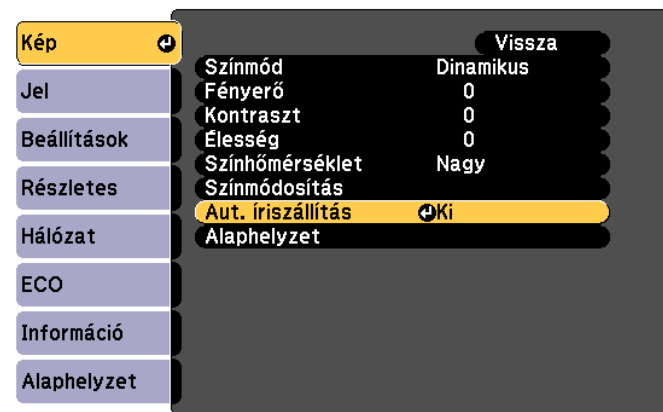 Kép
Jel
Beállítások
Részletes
Hálózat
ECO
Információ
Alaphelyzet
Vissza
Színmód Dinamikus
Fényerő 0
Kontraszt 0
Élesség 0
Színhőmérséklet Nagy
Színmódosítás
Aut. íriszállítás Ki
Alaphelyzet